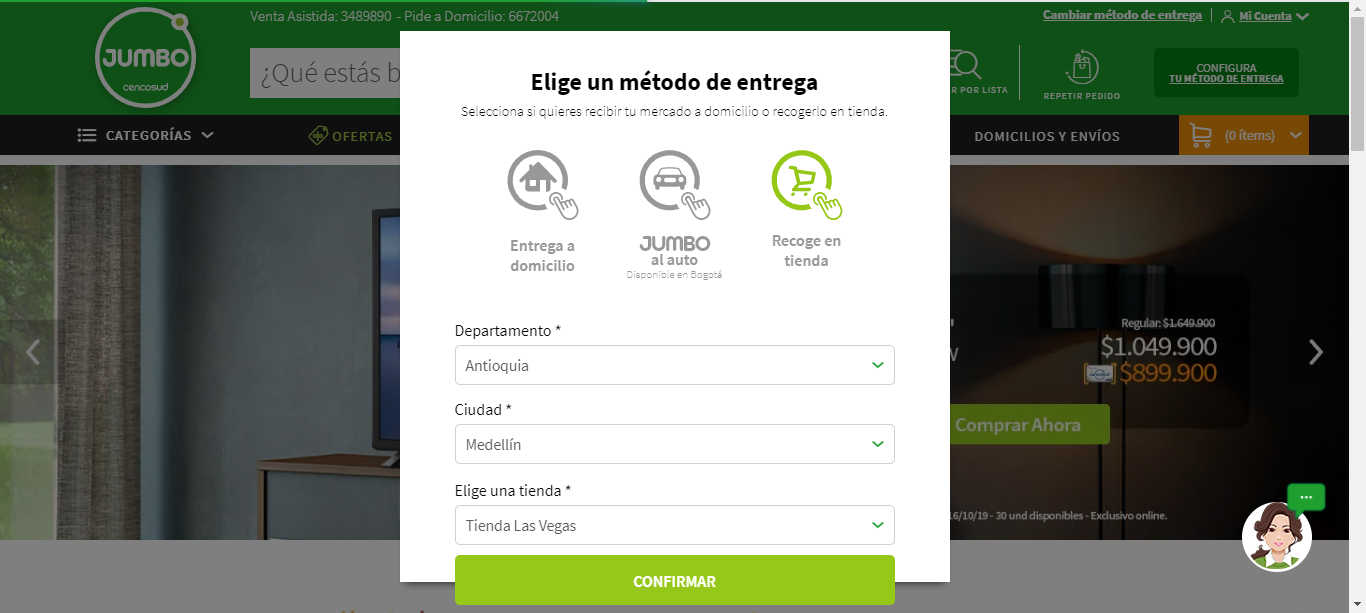 Venta Asistida: 3489890 - Pide a Domicilio: 6672004
Cambiar método de entrega
Mi Cuenta
JUMBO
cencosud
¿Qué estás b
R POR LISTA
REPETIR PEDIDO
CONFIGURA
TU MÉTODO DE ENTREGA
CATEGORÍAS
OFERTAS
DOMICILIOS Y ENVÍOS
(0 ítems)
Elige un método de entrega
Selecciona si quieres recibir tu mercado a domicilio o recogerlo en tienda.
Entrega a
domicilio
JUMBO
al auto
Disponible en Bogotá
Recoge en
tienda
Departamento *
Antioquia
Ciudad *
Medellín
Elige una tienda *
Tienda Las Vegas
CONFIRMAR
Regular: $1.649.900
$1.049.900
$899.900
Comprar Ahora
16/10/19 - 30 und disponibles - Exclusivo online.